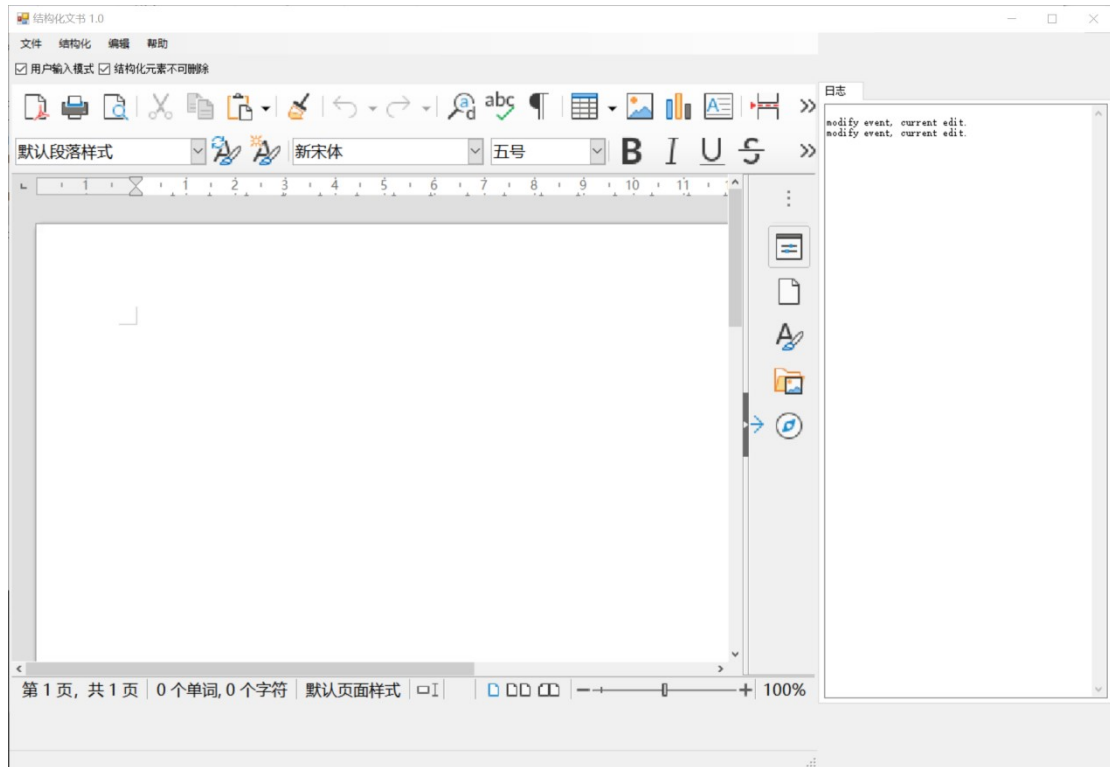 结构化文书 1.0
文件 结构化 编辑 帮助
用户输入模式 结构化元素不可删除
默认段落样式 新宋体 五号 B I U S
1 1 2 3 4 5 6 7 8 9 10 11
日志
modify event, current edit.
modify event, current edit.
第 1 页，共 1 页 0 个单词, 0 个字符 默认页面样式 100%